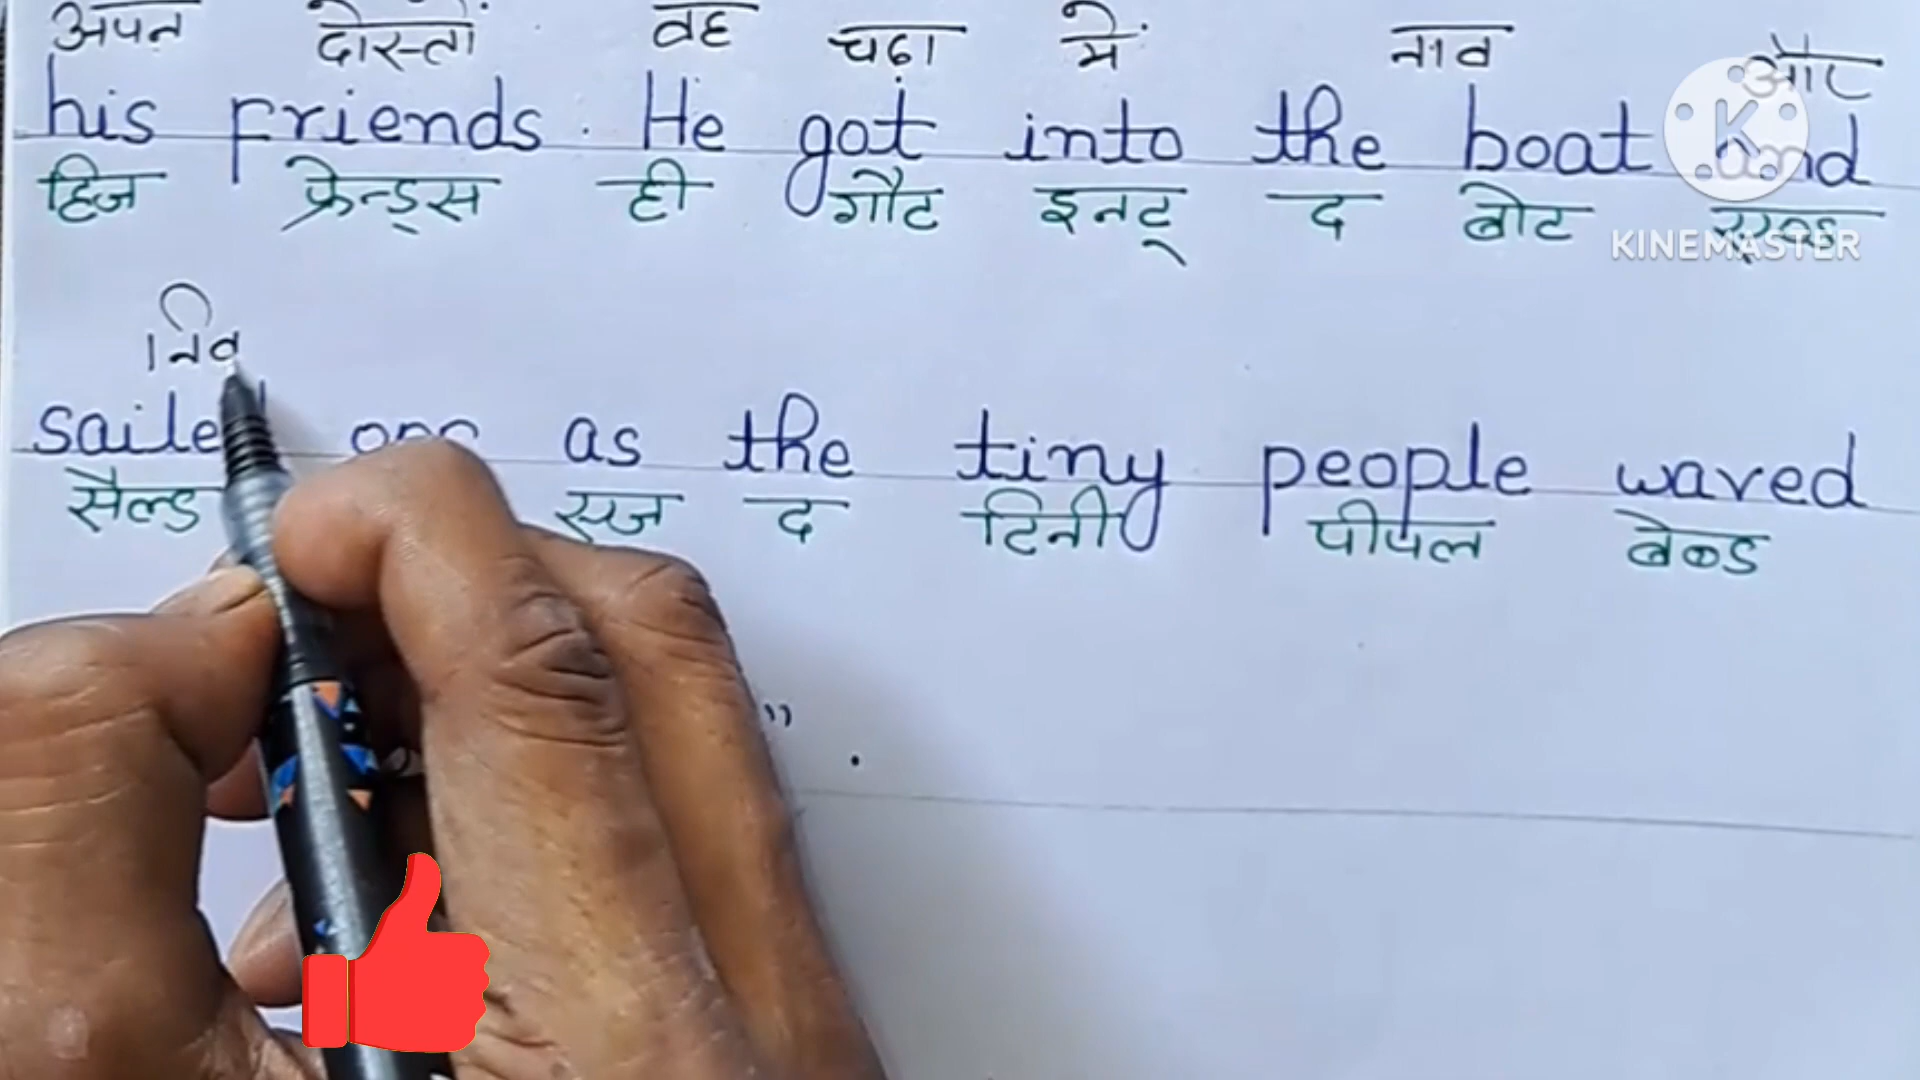 अपने दोस्तों वह चढ़ा में नाव और
his friends. He got into the boat and
हिज फ्रेन्ड्स ही गौट इनटू द बोट एण्ड
KINEMASTER
निव
sailed as the tiny people waved
सैल्ड एज द टिनी पीपल वेब्ड